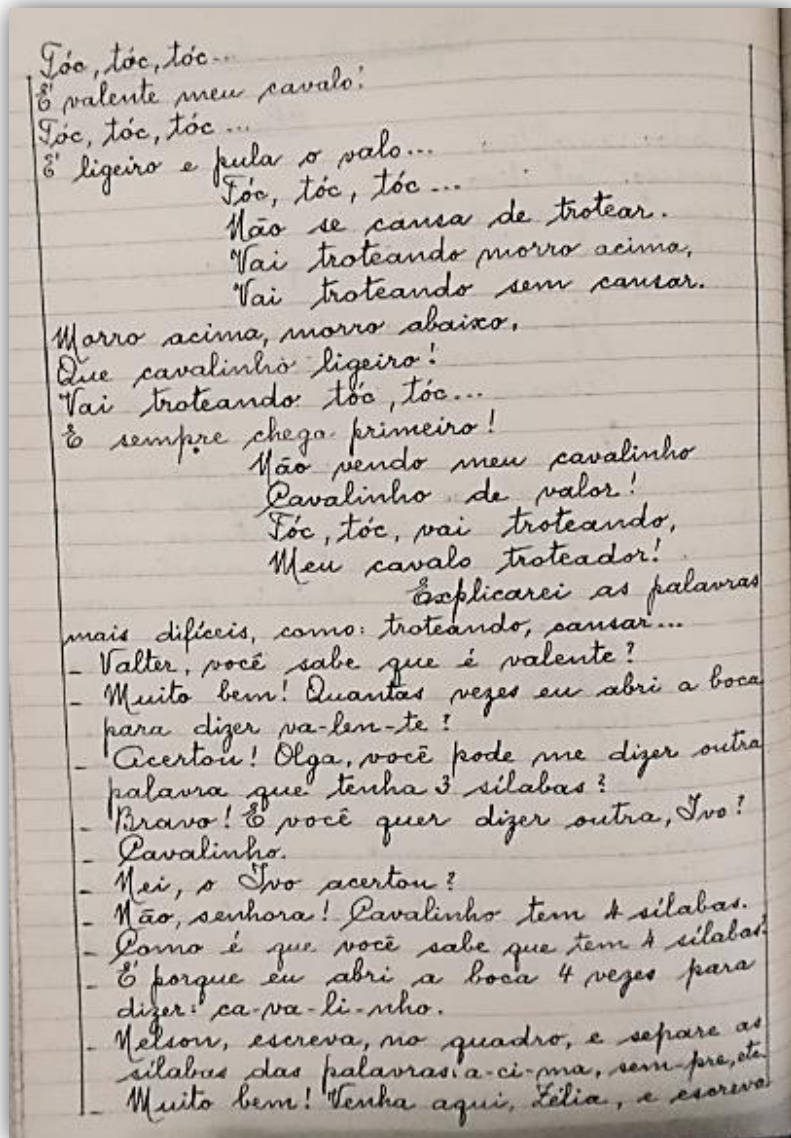 Tóc, tóc, tóc...
É valente meu cavalo!
Tóc, tóc, tóc...
É ligeiro e pula o valo...
Tóc, tóc, tóc...
Não se cansa de trotear.
Vai troteando morro acima,
Vai troteando sem cansar.
Morro acima, morro abaixo,
Que cavalinho ligeiro!
Vai troteando tóc, tóc...
E sempre chega primeiro!
Não vendo meu cavalinho
Cavalinho de valor!
Tóc, tóc, vai troteando,
Meu cavalo troteador!
Explicarei as palavras
mais difíceis, como: troteando, cansar...
- Valter, você sabe que é valente?
- Muito bem! Quantas vezes eu abri a boca
para dizer va-len-te?
- Acertou! Olga, você pode me dizer outra
palavra que tenha 3 sílabas?
- Bravo! E você quer dizer outra, Ivo?
- Cavalinho.
- Nei, o Ivo acertou?
- Não, senhora! Cavalinho tem 4 sílabas.
- Como é que você sabe que tem 4 sílabas?
- É porque eu abri a boca 4 vezes para
dizer: ca-va-li-nho.
- Nelson, escreva, no quadro, e separe as
sílabas das palavras: a-ci-ma, sem-pre, etc.
- Muito bem! Venha aqui, Zélia, e escreva